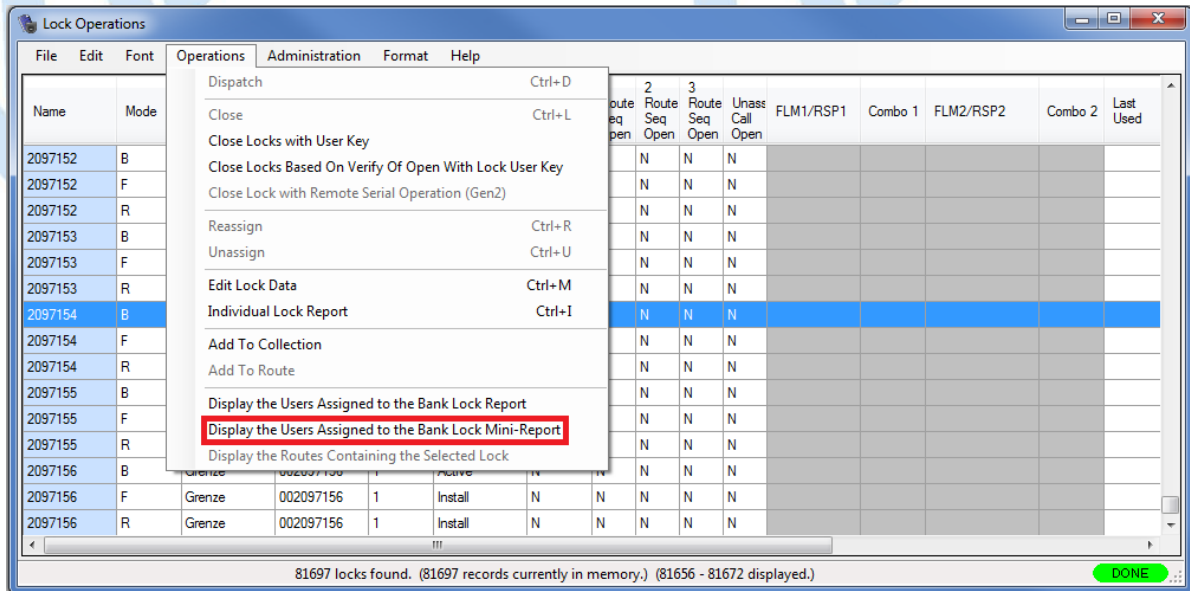 Lock Operations
File Edit Font Operations Administration Format Help
Name Mode Route Seq Open 2 Route Seq Open 3 Route Seq Open Unass Call Open FLM1/RSP1 Combo 1 FLM2/RSP2 Combo 2 Last Used
Dispatch Ctrl+D
Close Ctrl+L
Close Locks with User Key
Close Locks Based On Verify Of Open With Lock User Key
Close Lock with Remote Serial Operation (Gen2)
Reassign Ctrl+R
Unassign Ctrl+U
Edit Lock Data Ctrl+M
Individual Lock Report Ctrl+I
Add To Collection
Add To Route
Display the Users Assigned to the Bank Lock Report
Display the Users Assigned to the Bank Lock Mini-Report
Display the Routes Containing the Selected Lock
2097152 B N N N
2097152 F N N N
2097152 R N N N
2097153 B N N N
2097153 F N N N
2097153 R N N N
2097154 B N N N
2097154 F N N N
2097154 R N N N
2097155 B N N N
2097155 F N N N
2097155 R N N N
2097156 B Grenze 002097156 1 Active N N N N N
2097156 F Grenze 002097156 1 Install N N N N N
2097156 R Grenze 002097156 1 Install N N N N N
81697 locks found. (81697 records currently in memory.) (81656 - 81672 displayed.) DONE